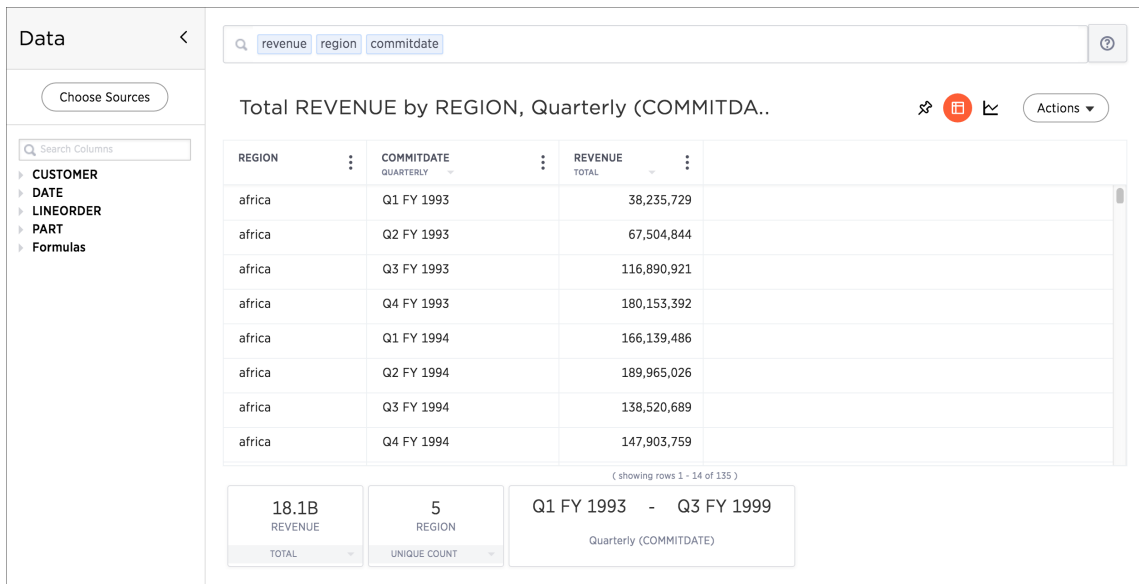 Data
Choose Sources
Search Columns
CUSTOMER
DATE
LINEORDER
PART
Formulas
revenue region commitdate
Total REVENUE by REGION, Quarterly (COMMITDA..
Actions
REGION COMMITDATE REVENUE
QUARTERLY TOTAL
africa Q1 FY 1993 38,235,729
africa Q2 FY 1993 67,504,844
africa Q3 FY 1993 116,890,921
africa Q4 FY 1993 180,153,392
africa Q1 FY 1994 166,139,486
africa Q2 FY 1994 189,965,026
africa Q3 FY 1994 138,520,689
africa Q4 FY 1994 147,903,759
( showing rows 1 - 14 of 135 )
18.1B
REVENUE
TOTAL
5
REGION
UNIQUE COUNT
Q1 FY 1993 - Q3 FY 1999
Quarterly (COMMITDATE)